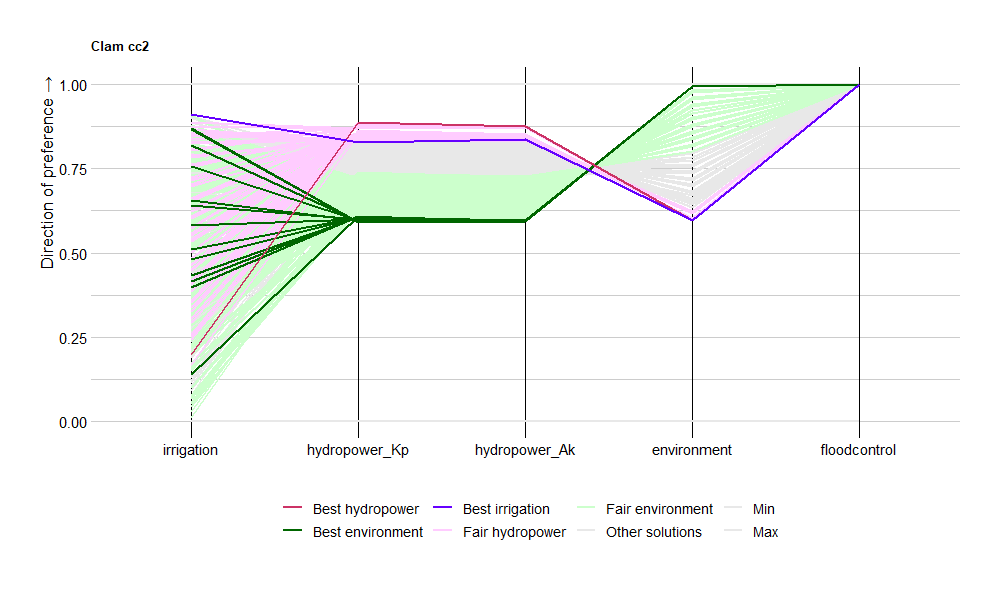 Clam cc2
Direction of preference →
1.00
0.75
0.50
0.25
0.00
irrigation hydropower_Kp hydropower_Ak environment floodcontrol
Best hydropower Best irrigation Fair environment Min
Best environment Fair hydropower Other solutions Max